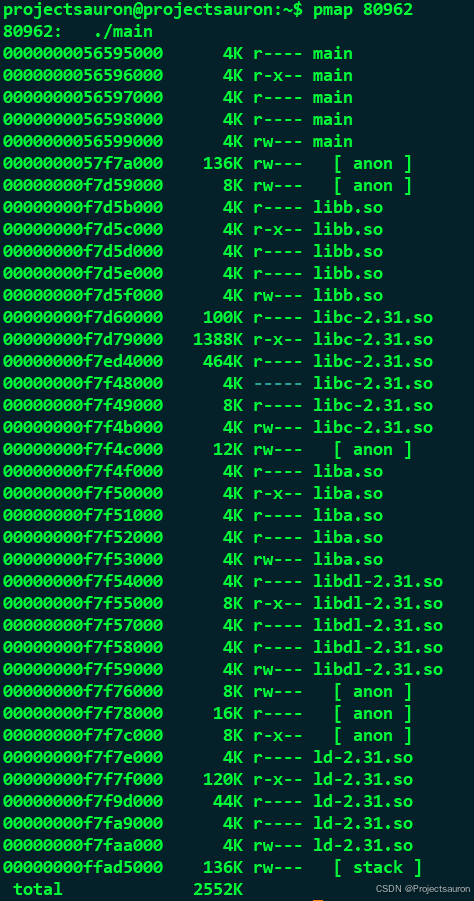 projectsauron@projectsauron:~$ pmap 80962
80962:   ./main
0000000056595000      4K r---- main
0000000056596000      4K r-x-- main
0000000056597000      4K r---- main
0000000056598000      4K r---- main
0000000056599000      4K rw--- main
0000000057f7a000    136K rw---   [ anon ]
00000000f7d59000      8K rw---   [ anon ]
00000000f7d5b000      4K r---- libb.so
00000000f7d5c000      4K r-x-- libb.so
00000000f7d5d000      4K r---- libb.so
00000000f7d5e000      4K r---- libb.so
00000000f7d5f000      4K rw--- libb.so
00000000f7d60000    100K r---- libc-2.31.so
00000000f7d79000   1388K r-x-- libc-2.31.so
00000000f7ed4000    464K r---- libc-2.31.so
00000000f7f48000      4K ----- libc-2.31.so
00000000f7f49000      8K r---- libc-2.31.so
00000000f7f4b000      4K rw--- libc-2.31.so
00000000f7f4c000     12K rw---   [ anon ]
00000000f7f4f000      4K r---- liba.so
00000000f7f50000      4K r-x-- liba.so
00000000f7f51000      4K r---- liba.so
00000000f7f52000      4K r---- liba.so
00000000f7f53000      4K rw--- liba.so
00000000f7f54000      4K r---- libdl-2.31.so
00000000f7f55000      8K r-x-- libdl-2.31.so
00000000f7f57000      4K r---- libdl-2.31.so
00000000f7f58000      4K r---- libdl-2.31.so
00000000f7f59000      4K rw--- libdl-2.31.so
00000000f7f76000      8K rw---   [ anon ]
00000000f7f78000     16K r----   [ anon ]
00000000f7f7c000      8K r-x--   [ anon ]
00000000f7f7e000      4K r---- ld-2.31.so
00000000f7f7f000    120K r-x-- ld-2.31.so
00000000f7f9d000     44K r---- ld-2.31.so
00000000f7fa9000      4K r---- ld-2.31.so
00000000f7faa000      4K rw--- ld-2.31.so
00000000ffad5000    136K rw---   [ stack ]
 total             2552K
CSDN @Projectsauron